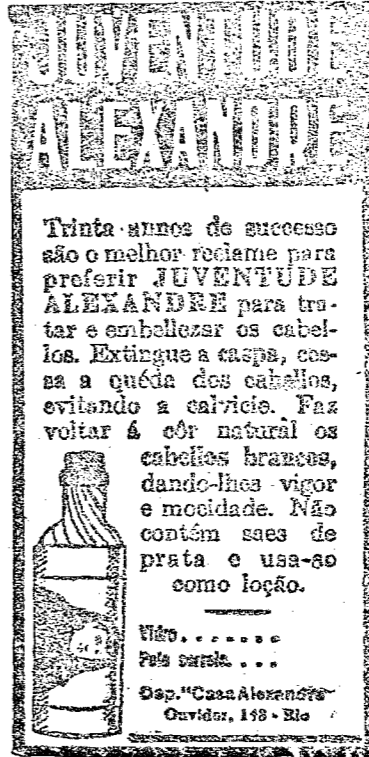 JUVENTUDE
ALEXANDRE
Trinta annos de successo
são o melhor reclame para
preferir JUVENTUDE
ALEXANDRE para tra-
tar e embellezar os cabel-
los. Extingue a caspa, ces-
sa a quéda dos cabellos,
evitando a calvicie. Faz
voltar á côr natural os
cabellos brancos,
dando-lhes vigor
e mocidade. Não
contém saes de
prata e usa-se
como loção.
Vidro........
Pelo correio. ...
Dep. "Casa Alexandre"
Ouvidor, 148 - Rio